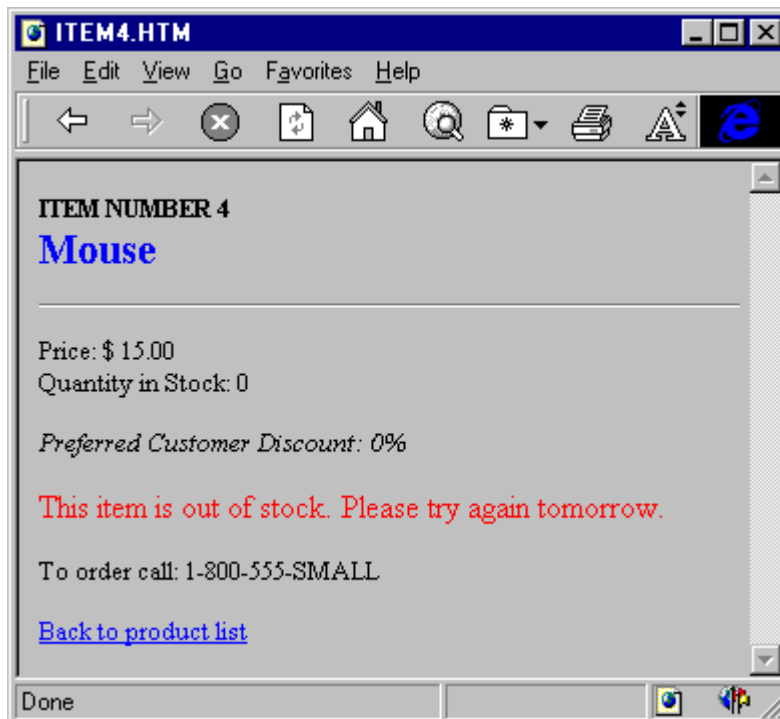 ITEM4.HTM
File Edit View Go Favorites Help
ITEM NUMBER 4
Mouse
Price: $ 15.00
Quantity in Stock: 0
Preferred Customer Discount: 0%
This item is out of stock. Please try again tomorrow.
To order call: 1-800-555-SMALL
Back to product list
Done